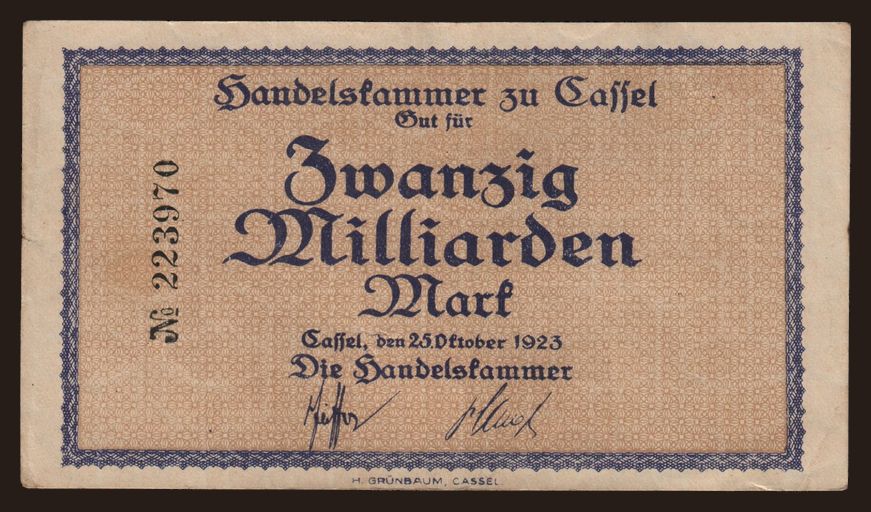 Handelskammer zu Cassel
Gut für
Zwanzig
Milliarden
Mark
Cassel, den 25.Oktober 1923
Die Handelskammer
№ 223970
H. GRÜNBAUM, CASSEL